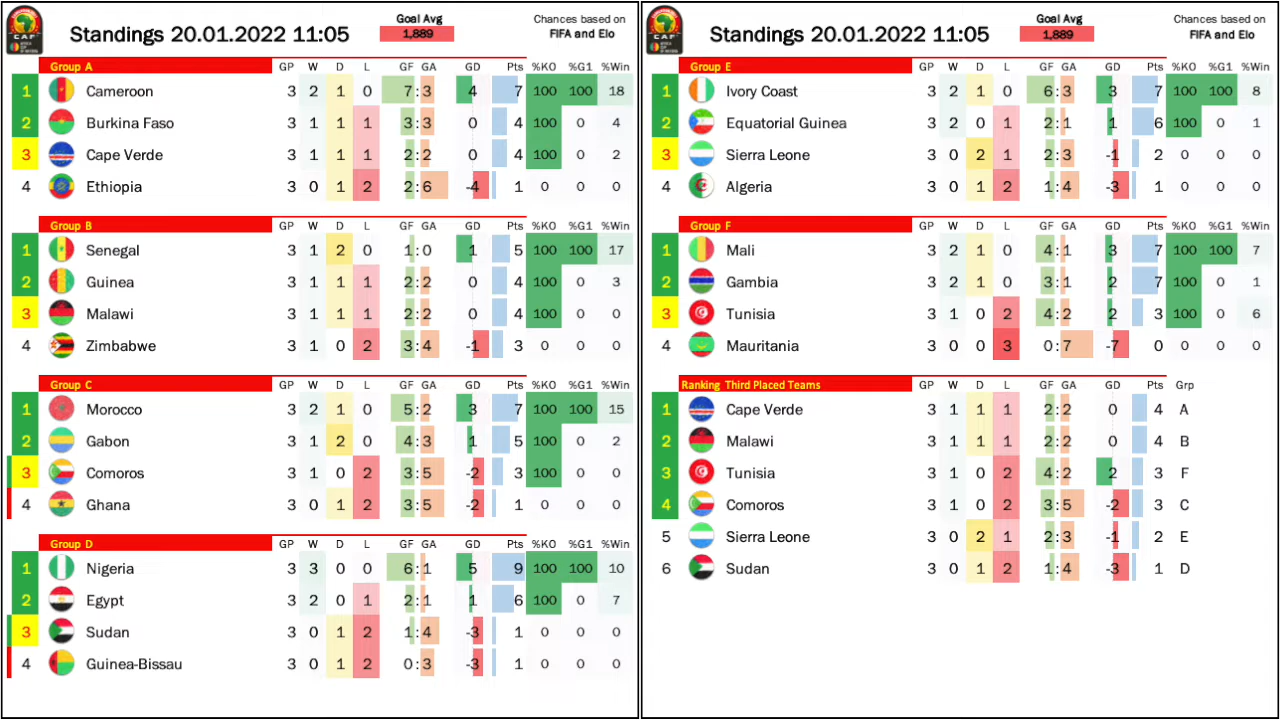 Standings 20.01.2022 11:05
Goal Avg
1,889
Chances based on
FIFA and Elo
CAF
Group A GP W D L GF GA GD Pts %KO %G1 %Win
1 Cameroon 3 2 1 0 7:3 4 7 100 100 18
2 Burkina Faso 3 1 1 1 3:3 0 4 100 0 4
3 Cape Verde 3 1 1 1 2:2 0 4 100 0 2
4 Ethiopia 3 0 1 2 2:6 -4 1 0 0 0
Group B GP W D L GF GA GD Pts %KO %G1 %Win
1 Senegal 3 1 2 0 1:0 1 5 100 100 17
2 Guinea 3 1 1 1 2:2 0 4 100 0 3
3 Malawi 3 1 1 1 2:2 0 4 100 0 0
4 Zimbabwe 3 1 0 2 3:4 -1 3 0 0 0
Group C GP W D L GF GA GD Pts %KO %G1 %Win
1 Morocco 3 2 1 0 5:2 3 7 100 100 15
2 Gabon 3 1 2 0 4:3 1 5 100 0 2
3 Comoros 3 1 0 2 3:5 -2 3 100 0 0
4 Ghana 3 0 1 2 3:5 -2 1 0 0 0
Group D GP W D L GF GA GD Pts %KO %G1 %Win
1 Nigeria 3 3 0 0 6:1 5 9 100 100 10
2 Egypt 3 2 0 1 2:1 1 6 100 0 7
3 Sudan 3 0 1 2 1:4 -3 1 0 0 0
4 Guinea-Bissau 3 0 1 2 0:3 -3 1 0 0 0
Standings 20.01.2022 11:05
Goal Avg
1,889
Chances based on
FIFA and Elo
CAF
Group E GP W D L GF GA GD Pts %KO %G1 %Win
1 Ivory Coast 3 2 1 0 6:3 3 7 100 100 8
2 Equatorial Guinea 3 2 0 1 2:1 1 6 100 0 1
3 Sierra Leone 3 0 2 1 2:3 -1 2 0 0 0
4 Algeria 3 0 1 2 1:4 -3 1 0 0 0
Group F GP W D L GF GA GD Pts %KO %G1 %Win
1 Mali 3 2 1 0 4:1 3 7 100 100 7
2 Gambia 3 2 1 0 3:1 2 7 100 0 1
3 Tunisia 3 1 0 2 4:2 2 3 100 0 6
4 Mauritania 3 0 0 3 0:7 -7 0 0 0 0
Ranking Third Placed Teams GP W D L GF GA GD Pts Grp
1 Cape Verde 3 1 1 1 2:2 0 4 A
2 Malawi 3 1 1 1 2:2 0 4 B
3 Tunisia 3 1 0 2 4:2 2 3 F
4 Comoros 3 1 0 2 3:5 -2 3 C
5 Sierra Leone 3 0 2 1 2:3 -1 2 E
6 Sudan 3 0 1 2 1:4 -3 1 D